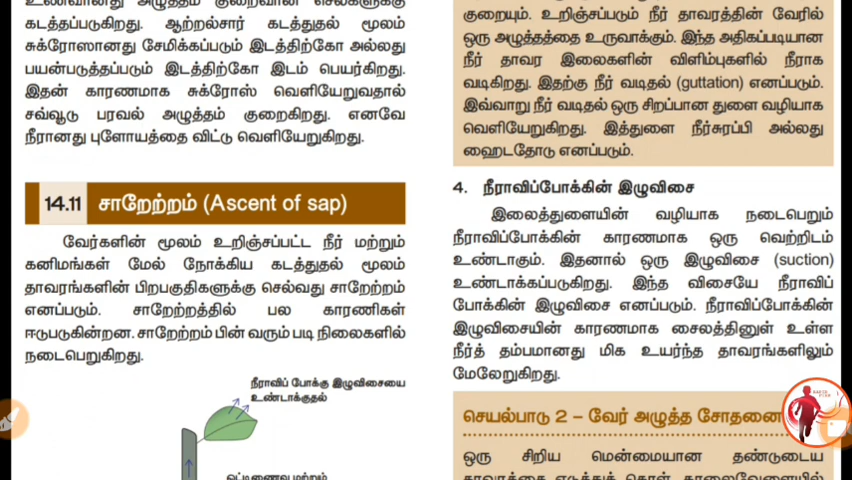 கடத்தப்படுகிறது. ஆற்றல்சார் கடத்துதல் மூலம்
சுக்ரோஸானது சேமிக்கப்படும் இடத்திற்கோ அல்லது
பயன்படுத்தப்படும் இடத்திற்கோ இடம் பெயர்கிறது.
இதன் காரணமாக சுக்ரோஸ் வெளியேறுவதால்
சவ்வூடு பரவல் அழுத்தம் குறைகிறது. எனவே
நீரானது புளோயத்தை விட்டு வெளியேறுகிறது.
14.11 சாறேற்றம் (Ascent of sap)
வேர்களின் மூலம் உறிஞ்சப்பட்ட நீர் மற்றும்
கனிமங்கள் மேல் நோக்கிய கடத்துதல் மூலம்
தாவரங்களின் பிறபகுதிகளுக்கு செல்வது சாறேற்றம்
எனப்படும். சாறேற்றத்தில் பல காரணிகள்
ஈடுபடுகின்றன. சாறேற்றம் பின் வரும் படி நிலைகளில்
நடைபெறுகிறது.
நீராவிப் போக்கு இழுவிசையை
உண்டாக்குதல்
ஒட்டிணைவு மற்றும்
குறையும். உறிஞ்சப்படும் நீர் தாவரத்தின் வேரில்
ஒரு அழுத்தத்தை உருவாக்கும். இந்த அதிகப்படியான
நீர் தாவர இலைகளின் விளிம்புகளில் நீராக
வடிகிறது. இதற்கு நீர் வடிதல் (guttation) எனப்படும்.
இவ்வாறு நீர் வடிதல் ஒரு சிறப்பான துளை வழியாக
வெளியேறுகிறது. இத்துளை நீர்சுரப்பி அல்லது
ஹைடதோடு எனப்படும்.
4. நீராவிப்போக்கின் இழுவிசை
இலைத்துளையின் வழியாக நடைபெறும்
நீராவிப்போக்கின் காரணமாக ஒரு வெற்றிடம்
உண்டாகும். இதனால் ஒரு இழுவிசை (suction)
உண்டாக்கப்படுகிறது. இந்த விசையே நீராவிப்
போக்கின் இழுவிசை எனப்படும். நீராவிப்போக்கின்
இழுவிசையின் காரணமாக சைலத்தினுள் உள்ள
நீர்த் தம்பமானது மிக உயர்ந்த தாவரங்களிலும்
மேலேறுகிறது.
செயல்பாடு 2 – வேர் அழுத்த சோதனை
ஒரு சிறிய மென்மையான தண்டுடைய